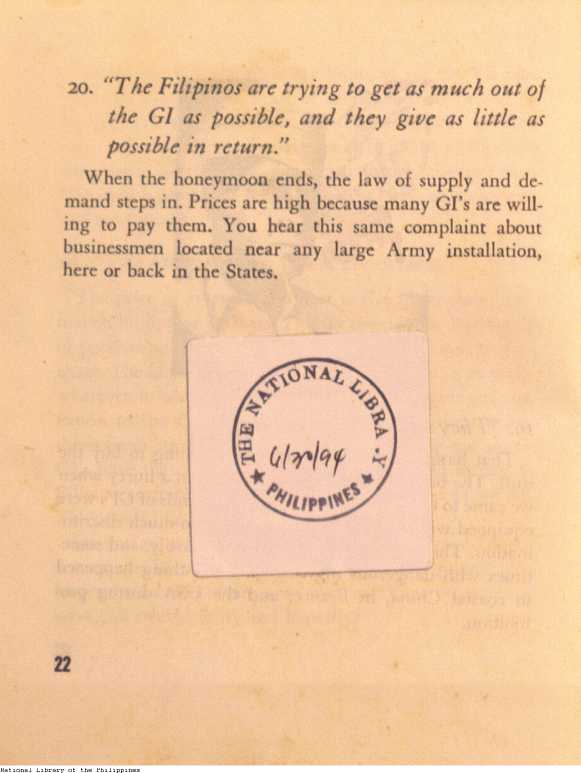 20. "The Filipinos are trying to get as much out of
the GI as possible, and they give as little as
possible in return."
When the honeymoon ends, the law of supply and de-
mand steps in. Prices are high because many GI's are will-
ing to pay them. You hear this same complaint about
businessmen located near any large Army installation,
here or back in the States.
THE NATIONAL LIBRA Y.
6/30/94
PHILIPPINES
22
National Library of the Philippines